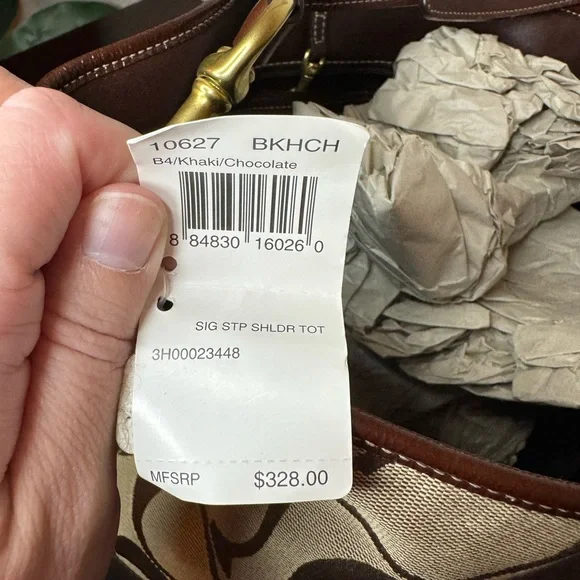 10627 BKHCH
B4/Khaki/Chocolate
8 84830 16026 0
SIG STP SHLDR TOT
3H00023448
MFSRP $328.00